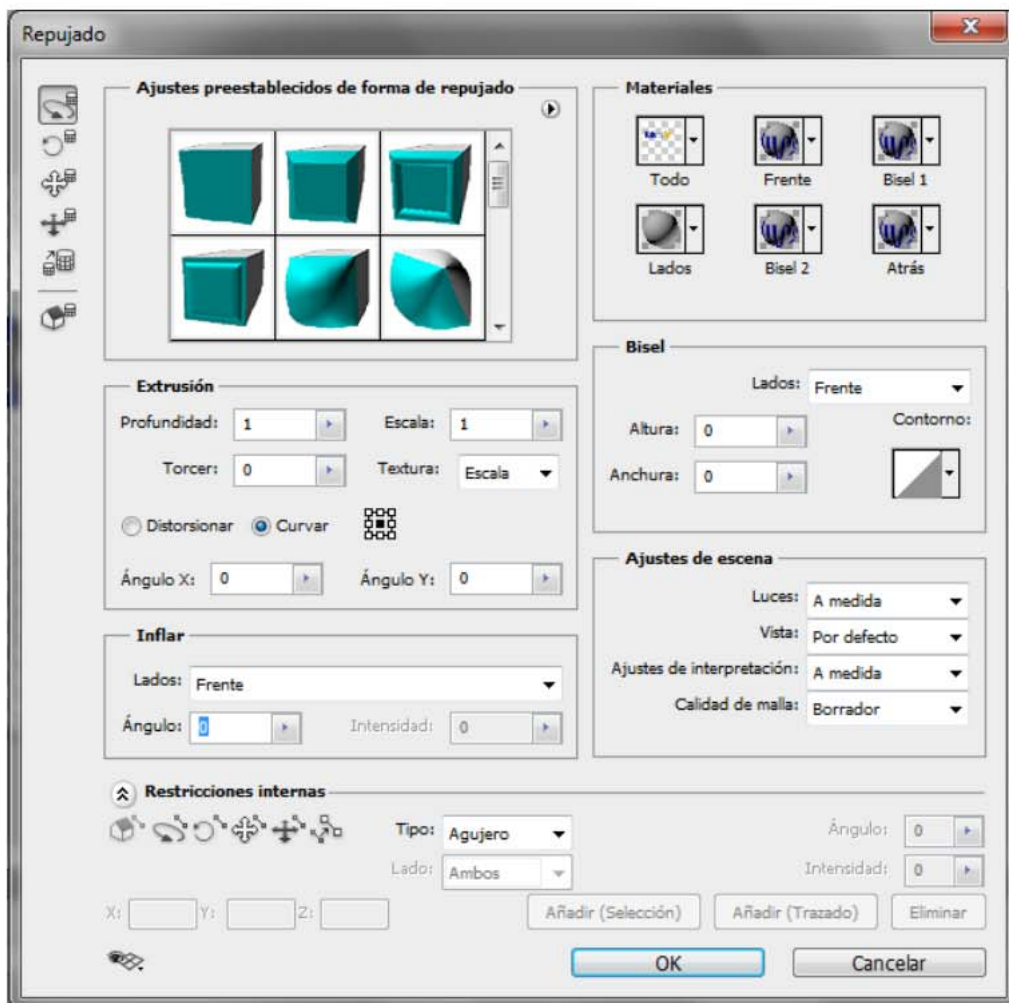 Repujado
Ajustes preestablecidos de forma de repujado
Materiales
Todo Frente Bisel 1
Lados Bisel 2 Atrás
Extrusión
Profundidad: 1 Escala: 1
Torcer: 0 Textura: Escala
Distorsionar Curvar
Ángulo X: 0 Ángulo Y: 0
Inflar
Lados: Frente
Ángulo: 0 Intensidad: 0
Bisel
Lados: Frente
Altura: 0 Contorno:
Anchura: 0
Ajustes de escena
Luces: A medida
Vista: Por defecto
Ajustes de interpretación: A medida
Calidad de malla: Borrador
Restricciones internas
Tipo: Agujero Ángulo: 0
Lado: Ambos Intensidad: 0
X: Y: Z: Añadir (Selección) Añadir (Trazado) Eliminar
OK Cancelar